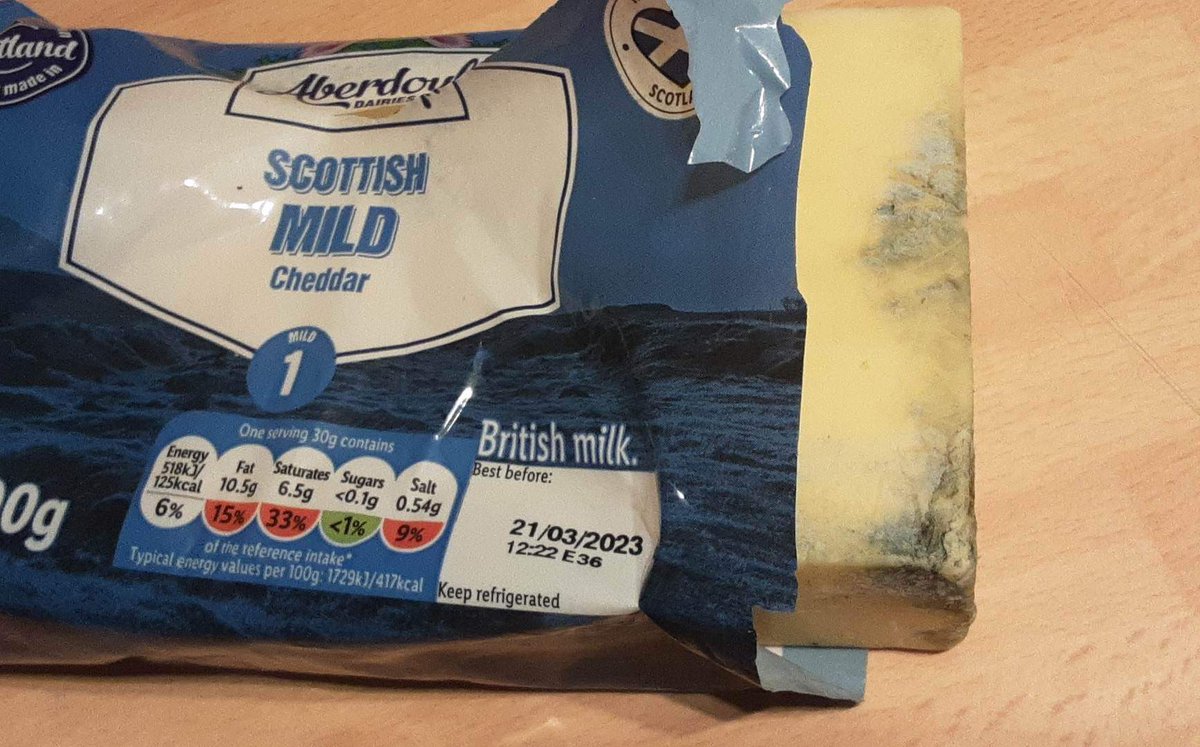 made in
Aberdoy
DAIRIES
SCOTTISH
MILD
Cheddar
MILD
1
One serving 30g contains
Energy
518kJ/
125kcal
6%
Fat
10.5g
15%
Saturates
6.5g
33%
Sugars
<0.1g
<1%
Salt
0.54g
9%
of the reference intake*
Typical energy values per 100g: 1729kJ/417kcal
British milk.
Best before:
21/03/2023
12:22 E36
Keep refrigerated